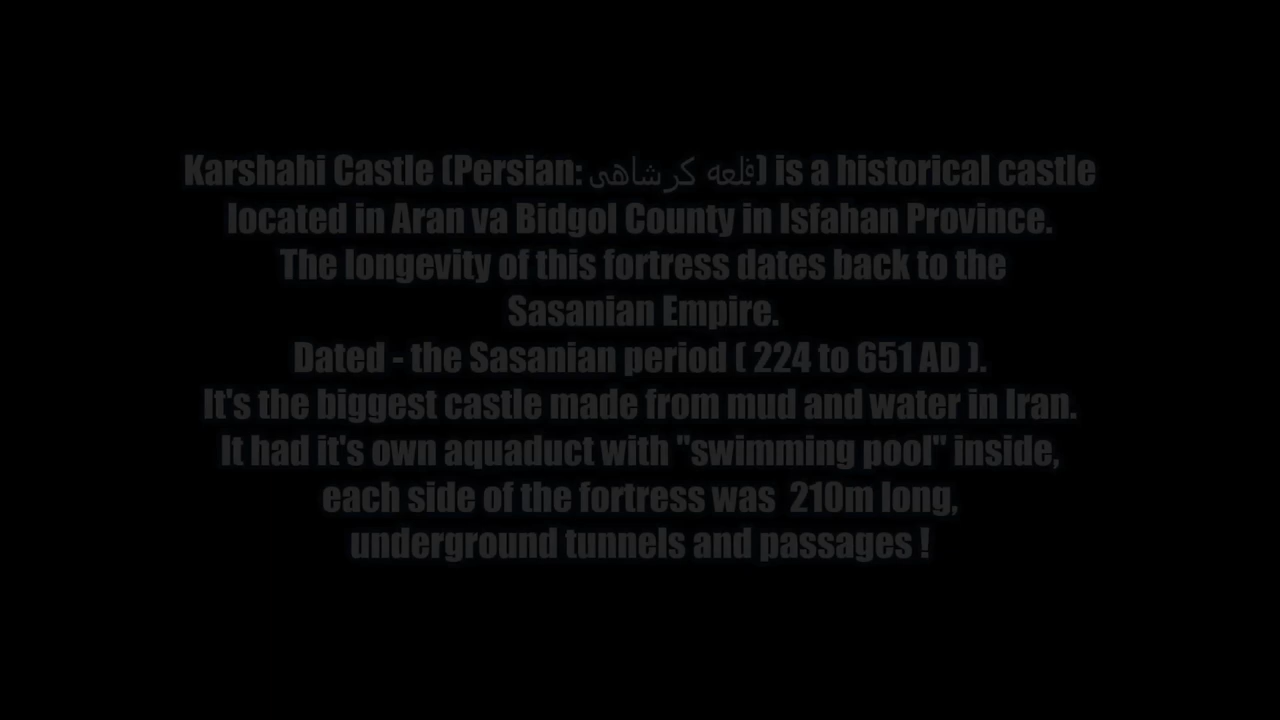 Karshahi Castle (Persian: قلعه کرشاهی) is a historical castle
located in Aran va Bidgol County in Isfahan Province.
The longevity of this fortress dates back to the
Sasanian Empire.
Dated - the Sasanian period ( 224 to 651 AD ).
It's the biggest castle made from mud and water in Iran.
It had it's own aquaduct with "swimming pool" inside,
each side of the fortress was  210m long,
underground tunnels and passages !